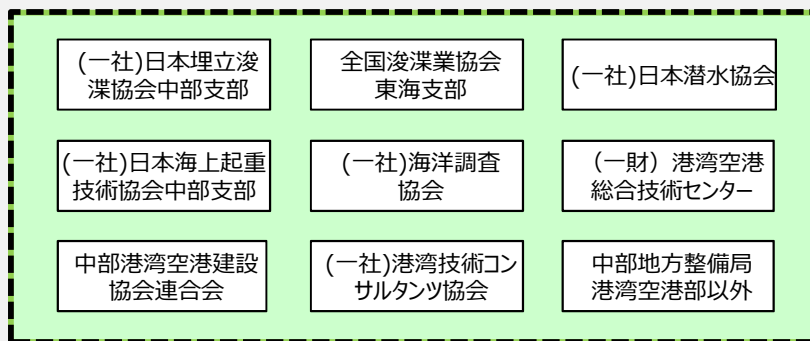 (一社)日本埋立浚
渫協会中部支部
全国浚渫業協会
東海支部
(一社)日本潜水協会
(一社)日本海上起重
技術協会中部支部
(一社)海洋調査
協会
（一財）港湾空港
総合技術センター
中部港湾空港建設
協会連合会
(一社)港湾技術コン
サルタンツ協会
中部地方整備局
港湾空港部以外